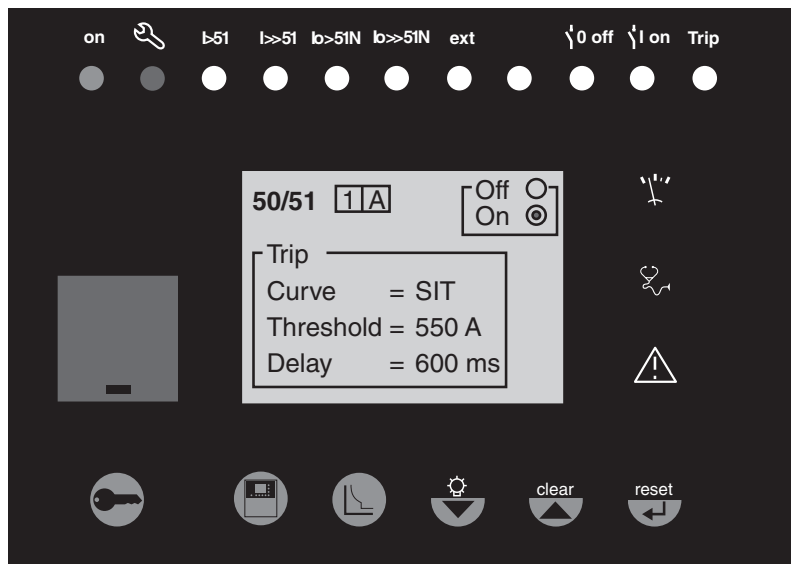 on I>51 I>>51 Io>51N Io>>51N ext 0 off I on Trip
50/51 1 A
Off
On
Trip
Curve = SIT
Threshold = 550 A
Delay = 600 ms
clear reset